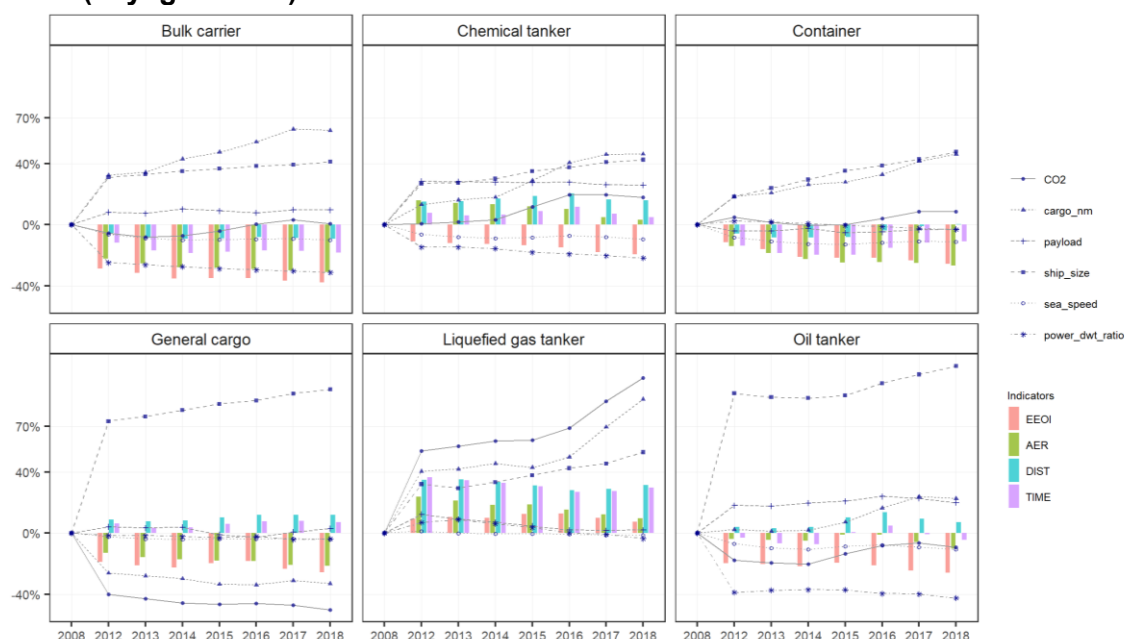 Bulk carrier Chemical tanker Container
70%
40%
0%
-40%
CO2
cargo_nm
payload
ship_size
sea_speed
power_dwt_ratio
General cargo Liquefied gas tanker Oil tanker
70%
40%
0%
-40%
Indicators
EEOI
AER
DIST
TIME
2008 2012 2013 2014 2015 2016 2017 2018 2008 2012 2013 2014 2015 2016 2017 2018 2008 2012 2013 2014 2015 2016 2017 2018